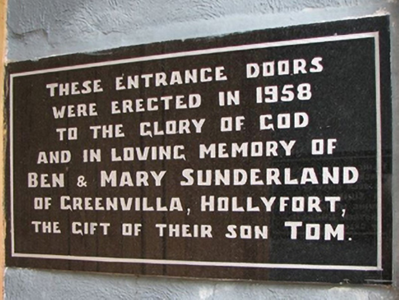 THESE ENTRANCE DOORS
WERE ERECTED IN 1958
TO THE GLORY OF GOD
AND IN LOVING MEMORY OF
BEN & MARY SUNDERLAND
OF GREENVILLA, HOLLYFORT,
THE GIFT OF THEIR SON TOM.